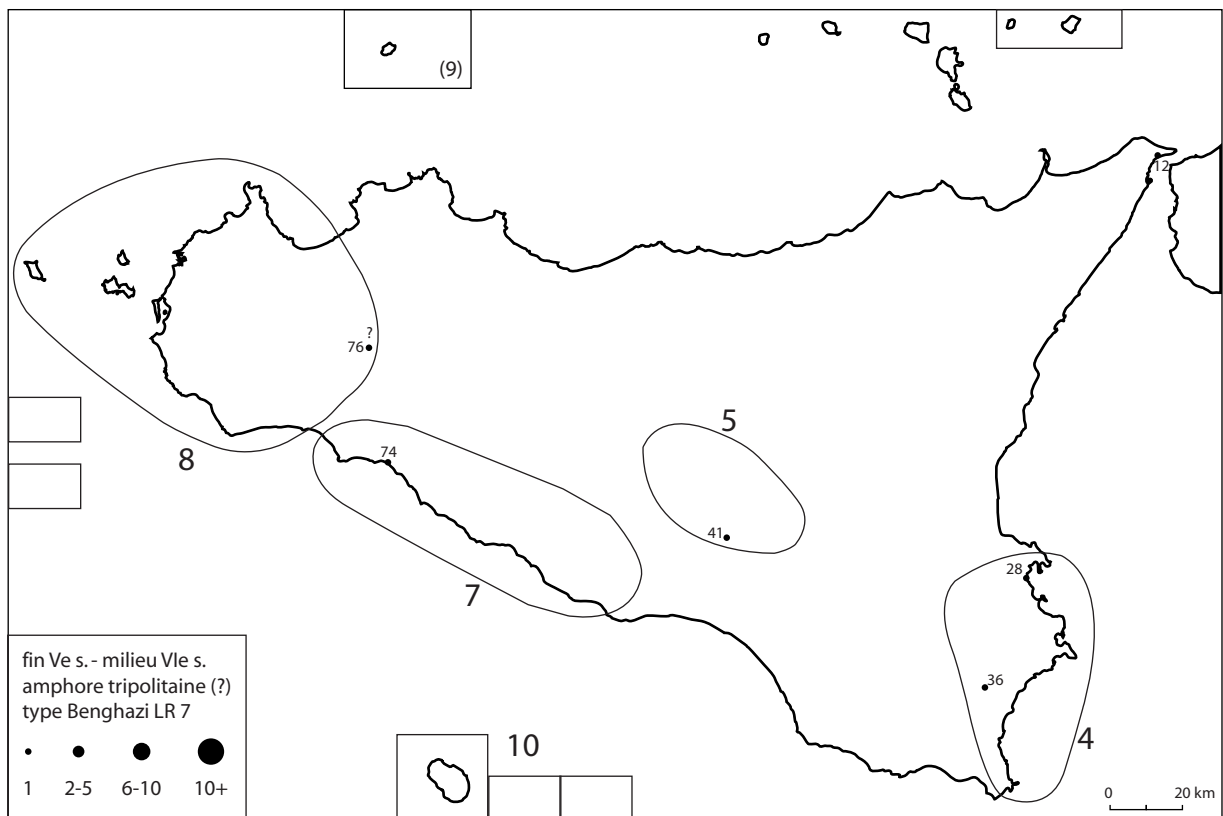 (9)
12
?
76
8
5
74
41
7
28
36
4
10
fin Ve s. - milieu VIe s.
amphore tripolitaine (?)
type Benghazi LR 7
1 2-5 6-10 10+
0 20 km